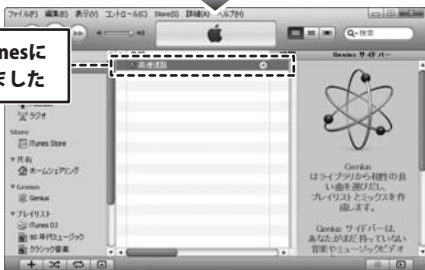 ファイル(F) 編集(E) 表示(V) コントロール(C) Store(S) 詳細(A) ヘルプ(H)
検索
nesに
ました
Genius サイドバー
高速道路
ラジオ
Store
iTunes Store
▼共有
ホームシェアリング
▼Genius
Genius
▼プレイリスト
iTunes DJ
90 年代ミュージック
クラシック音楽
Genius
はライブラリから相性の良
い曲を選びだし、
プレイリストとミックスを作
成します。
Genius サイドバーは、
あなたがまだ持っていない
音楽やミュージックビデオ